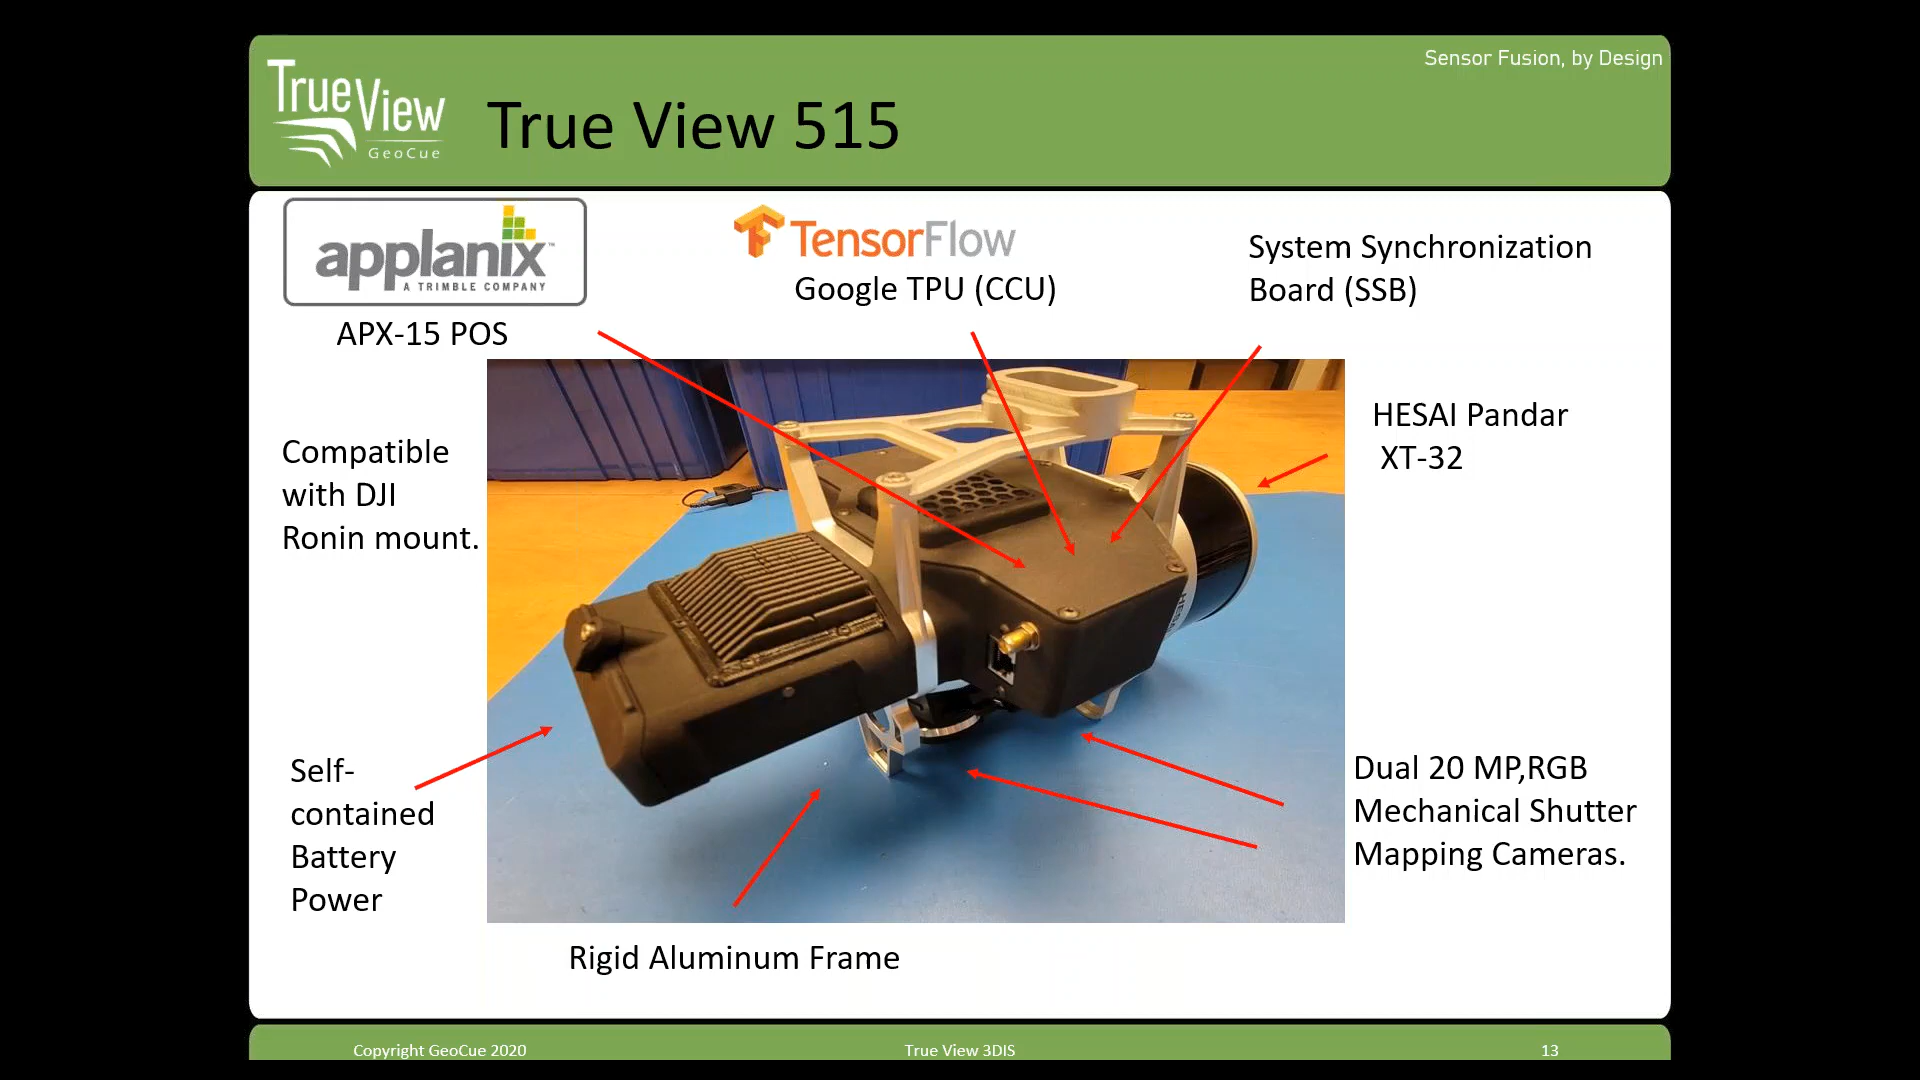 Sensor Fusion, by Design
TrueView
GeoCue
True View 515
applanix™
A TRIMBLE COMPANY
APX-15 POS
TensorFlow
Google TPU (CCU)
System Synchronization
Board (SSB)
Compatible
with DJI
Ronin mount.
HESAI Pandar
XT-32
Self-
contained
Battery
Power
Dual 20 MP,RGB
Mechanical Shutter
Mapping Cameras.
Rigid Aluminum Frame
Copyright GeoCue 2020
True View 3DIS
13